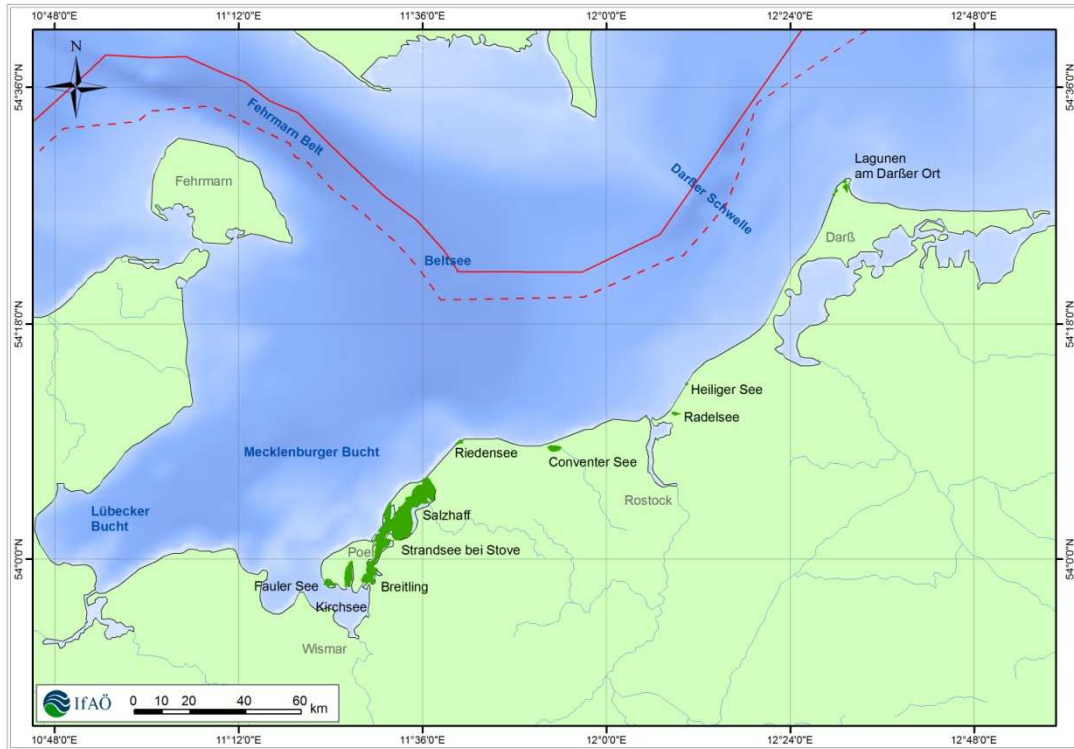 10°48'0"E 11°12'0"E 11°36'0"E 12°0'0"E 12°24'0"E 12°48'0"E
N
54°36'0"N 54°36'0"N
Fehrmarn Belt
Fehrmarn
Lagunen
am Darßer Ort
Darßer Schwelle
Darß
Beltsee
54°18'0"N 54°18'0"N
Heiliger See
Radelsee
Mecklenburger Bucht
Riedensee
Conventer See
Rostock
Lübecker
Bucht
Salzhaff
Poel
Strandsee bei Stove
54°0'0"N 54°0'0"N
Fauler See
Breitling
Kirchsee
Wismar
IfAÖ
0 10 20 40 60
km
10°48'0"E 11°12'0"E 11°36'0"E 12°0'0"E 12°24'0"E 12°48'0"E